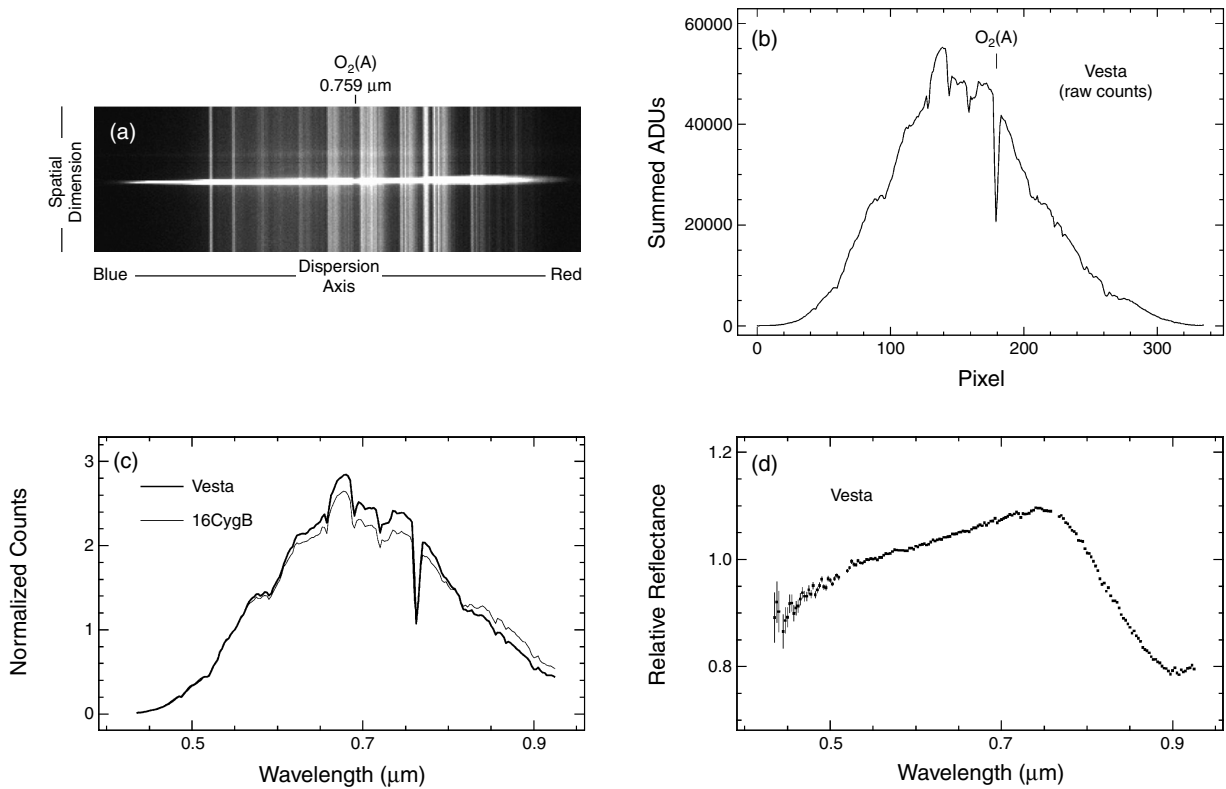 O2(A)
0.759 μm
(a)
Spatial
Dimension
Blue
Dispersion
Axis
Red
(b)
O2(A)
Vesta
(raw counts)
60000
40000
20000
0
Summed ADUs
0
100
200
300
Pixel
(c)
Vesta
16CygB
3
2
1
0
Normalized Counts
0.5
0.7
0.9
Wavelength (μm)
(d)
Vesta
1.2
1.0
0.8
Relative Reflectance
0.5
0.7
0.9
Wavelength (μm)